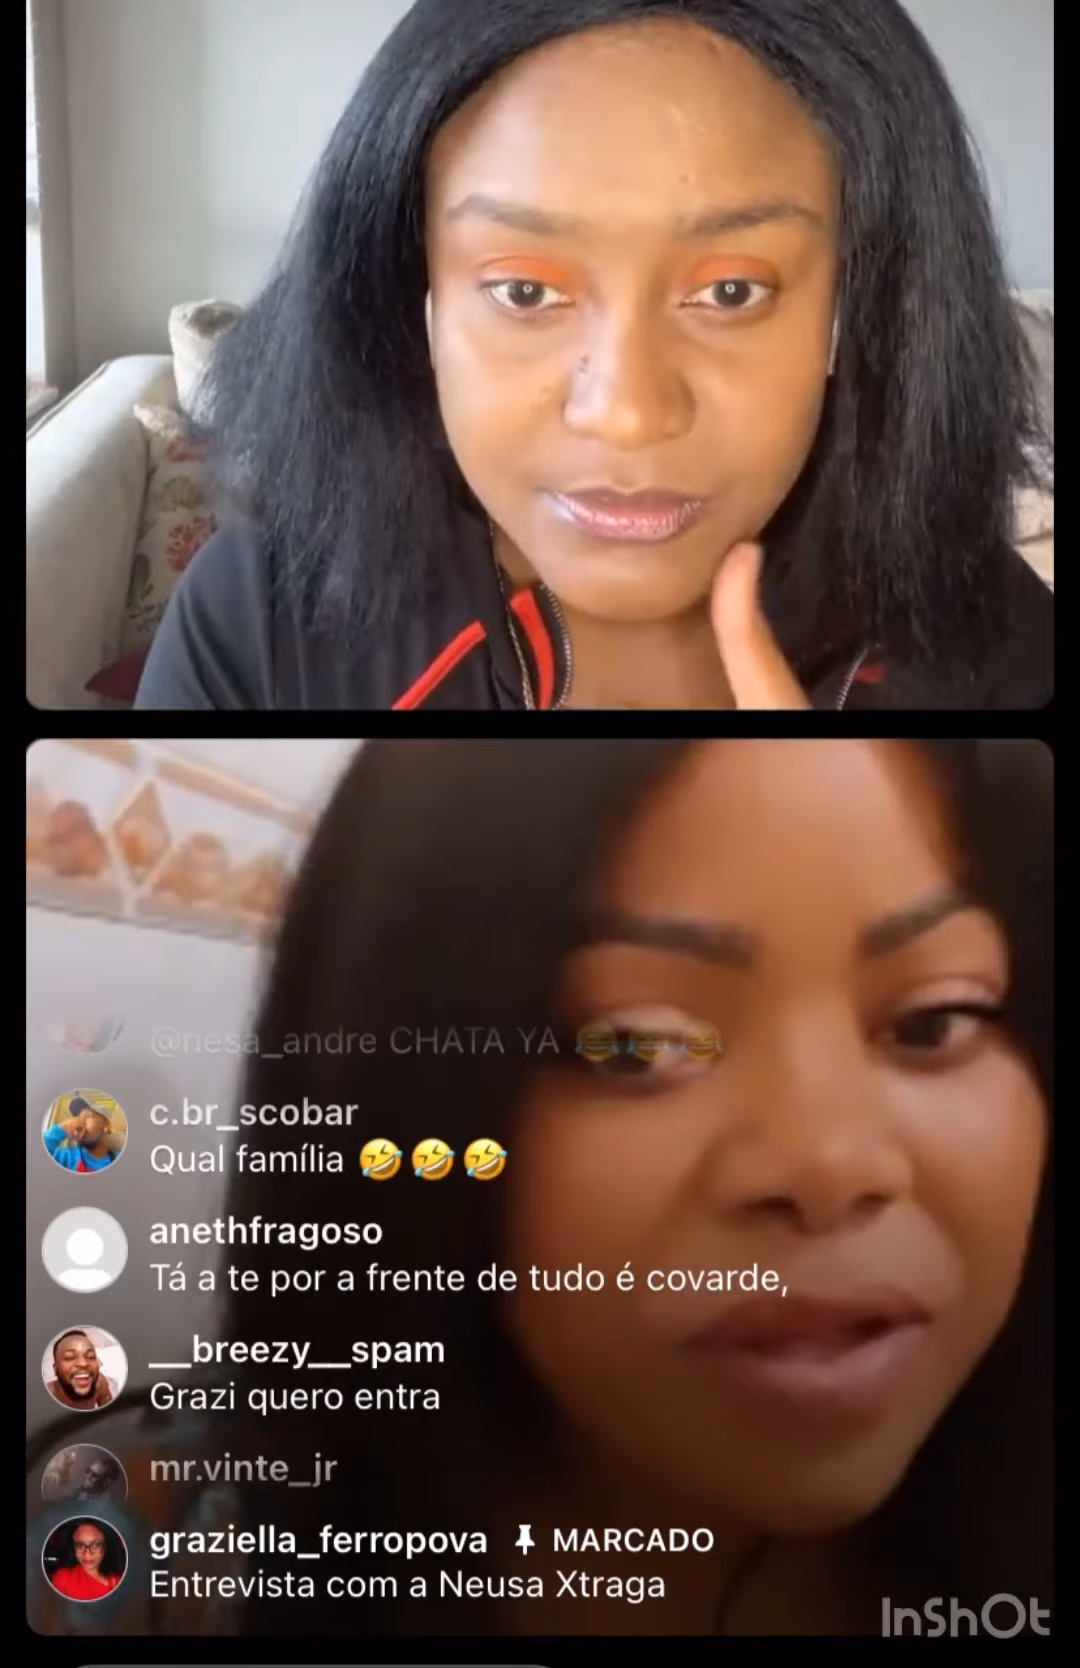 @nesa_andre CHATA YA 😂😂😂
c.br_scobar
Qual família 🤣🤣🤣
anethfragoso
Tá a te por a frente de tudo é covarde,
__breezy__spam
Grazi quero entra
mr.vinte_jr
graziella_ferropova 📌 MARCADO
Entrevista com a Neusa Xtraga
InShOt